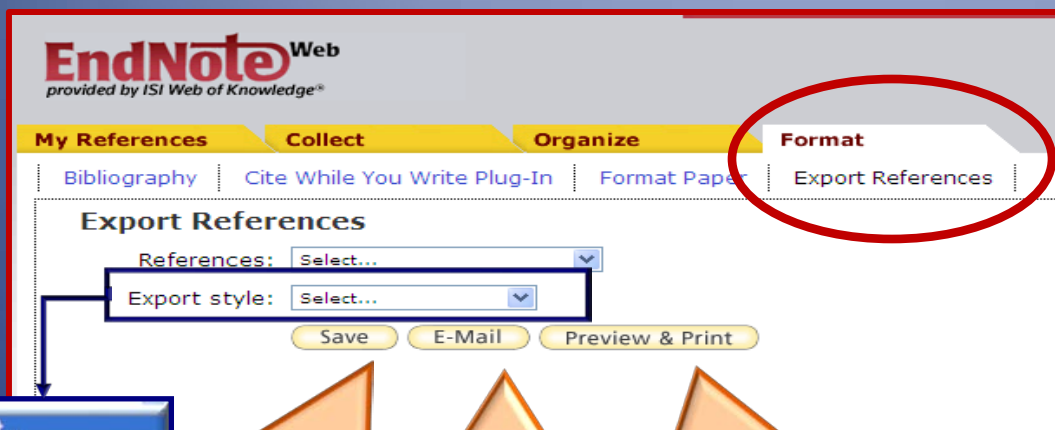 EndNote Web
provided by ISI Web of Knowledge®
My References Collect Organize Format
Bibliography Cite While You Write Plug-In Format Paper Export References
Export References
References: Select...
Export style: Select...
Save E-Mail Preview & Print